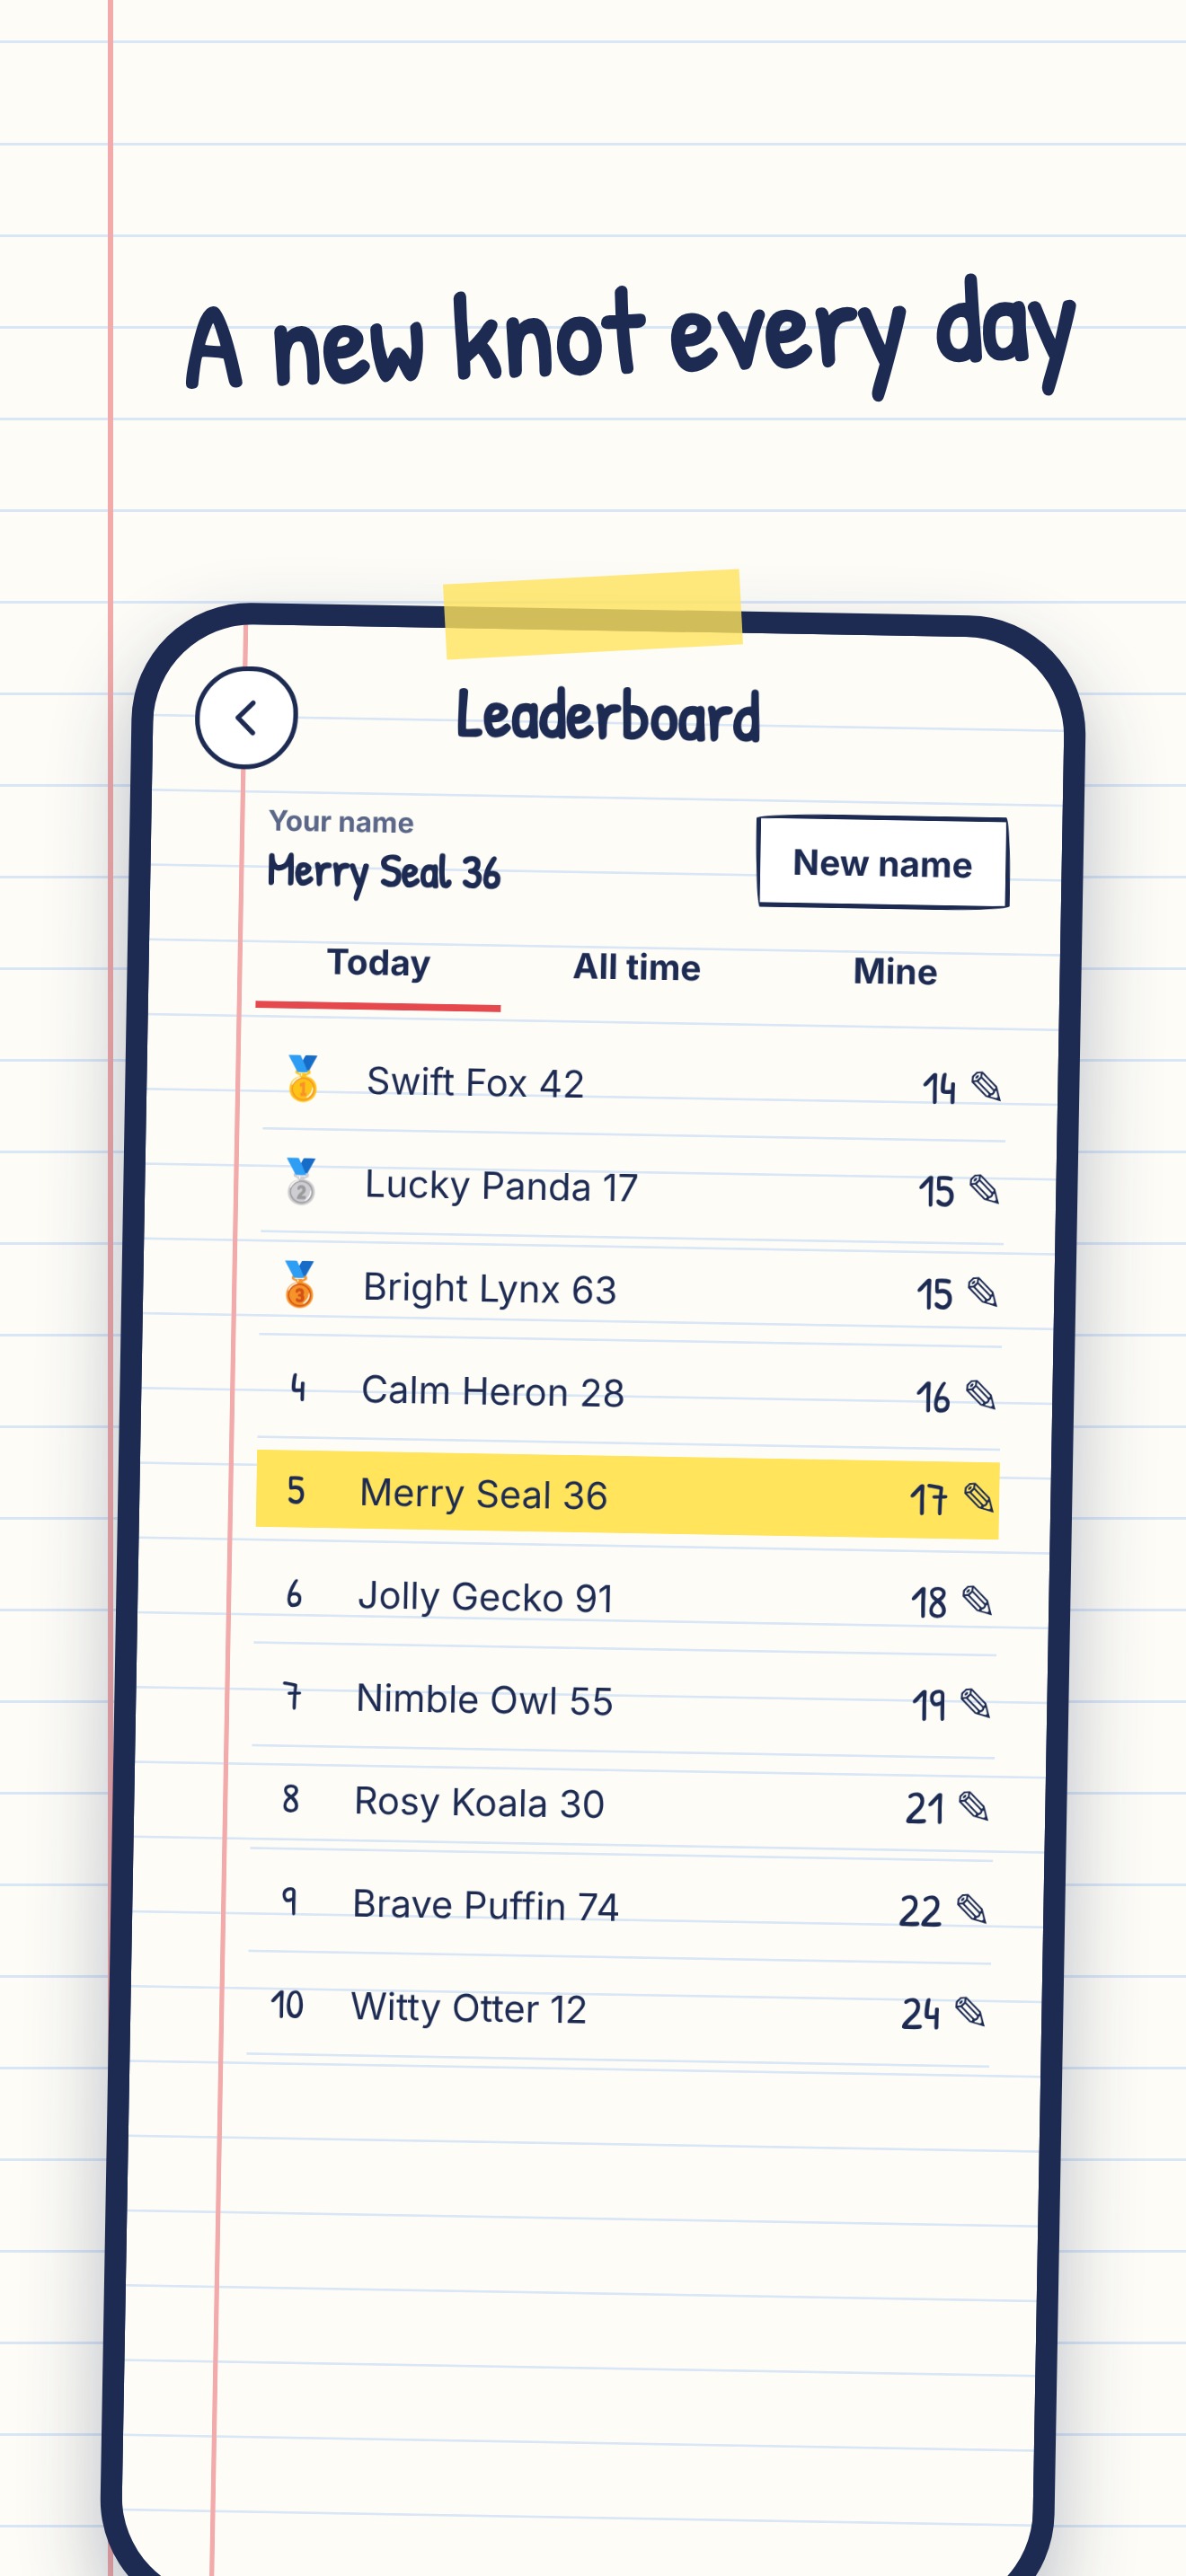 A new knot every day
Leaderboard
Your name
Merry Seal 36
New name
Today All time Mine
🥇 Swift Fox 42 14 ✎
🥈 Lucky Panda 17 15 ✎
🥉 Bright Lynx 63 15 ✎
4 Calm Heron 28 16 ✎
5 Merry Seal 36 17 ✎
6 Jolly Gecko 91 18 ✎
7 Nimble Owl 55 19 ✎
8 Rosy Koala 30 21 ✎
9 Brave Puffin 74 22 ✎
10 Witty Otter 12 24 ✎